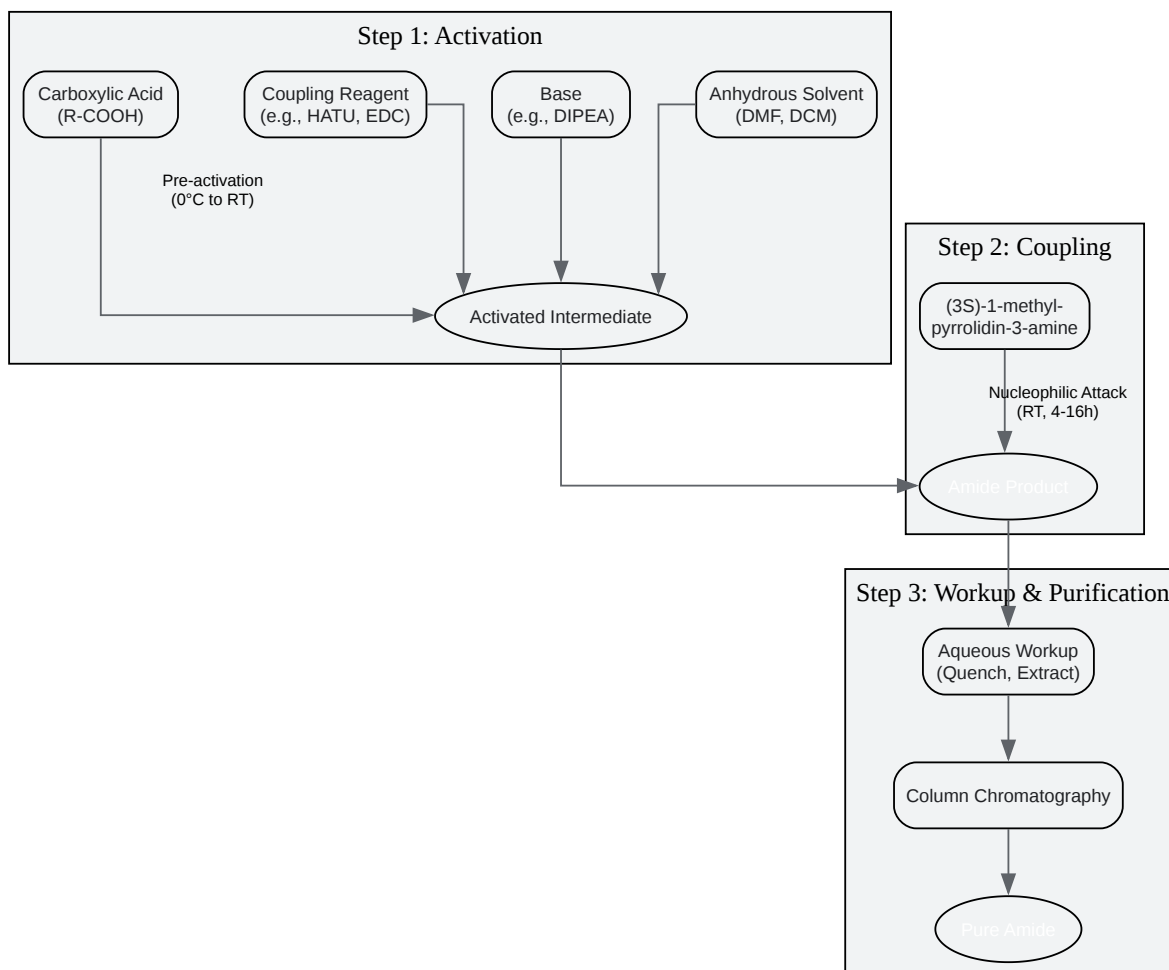 Step 1: Activation
Carboxylic Acid
(R-COOH)
Coupling Reagent
(e.g., HATU, EDC)
Base
(e.g., DIPEA)
Anhydrous Solvent
(DMF, DCM)
Pre-activation
(0°C to RT)
Activated Intermediate
Step 2: Coupling
(3S)-1-methyl-
pyrrolidin-3-amine
Nucleophilic Attack
(RT, 4-16h)
Amide Product
Step 3: Workup & Purification
Aqueous Workup
(Quench, Extract)
Column Chromatography
Pure Amide